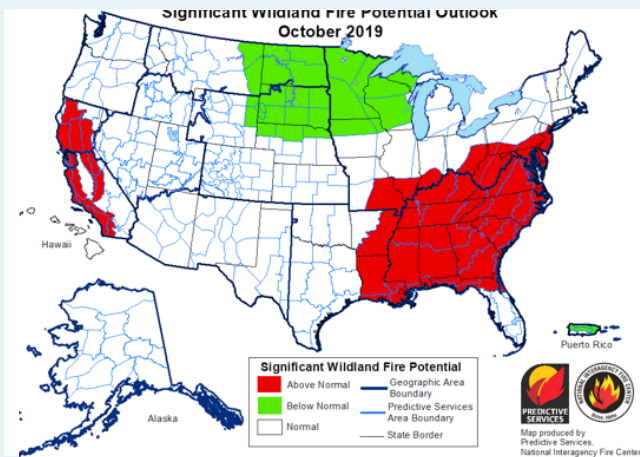 Significant Wildland Fire Potential Outlook
October 2019
Hawaii
Alaska
Puerto Rico
Significant Wildland Fire Potential
Above Normal
Below Normal
Normal
Geographic Area
Boundary
Predictive Services
Area Boundary
State Border
PREDICTIVE
SERVICES
NATIONAL INTERAGENCY FIRE CENTER
Boise, Idaho
Map produced by
Predictive Services,
National Interagency Fire Center